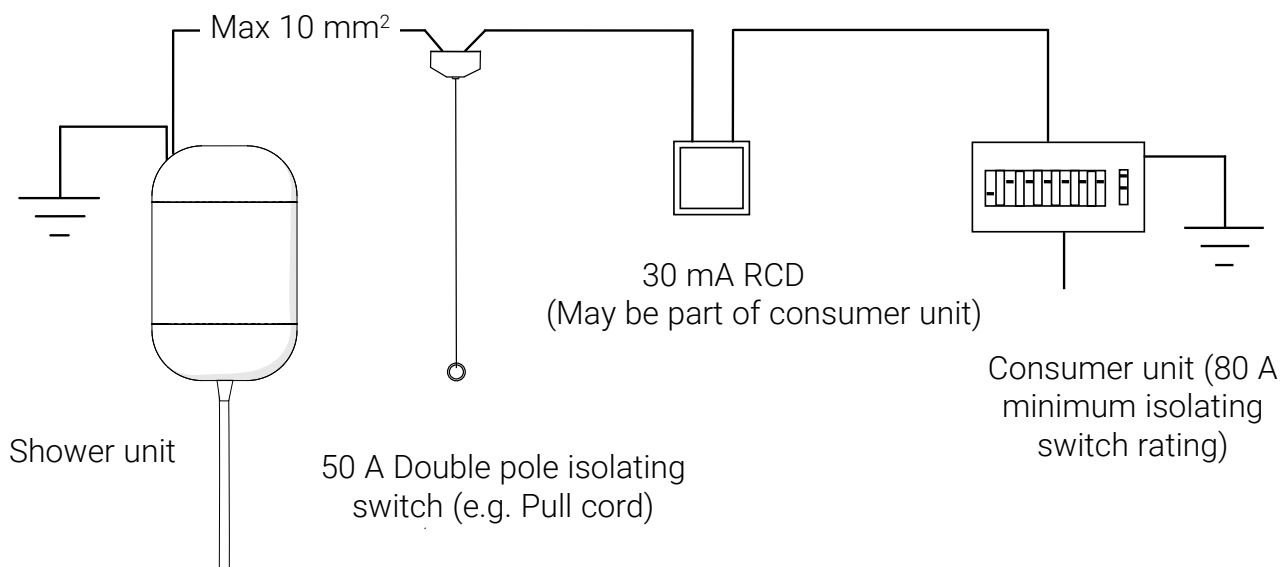 Max 10 mm²
30 mA RCD
(May be part of consumer unit)
Consumer unit (80 A
minimum isolating
switch rating)
Shower unit
50 A Double pole isolating
switch (e.g. Pull cord)